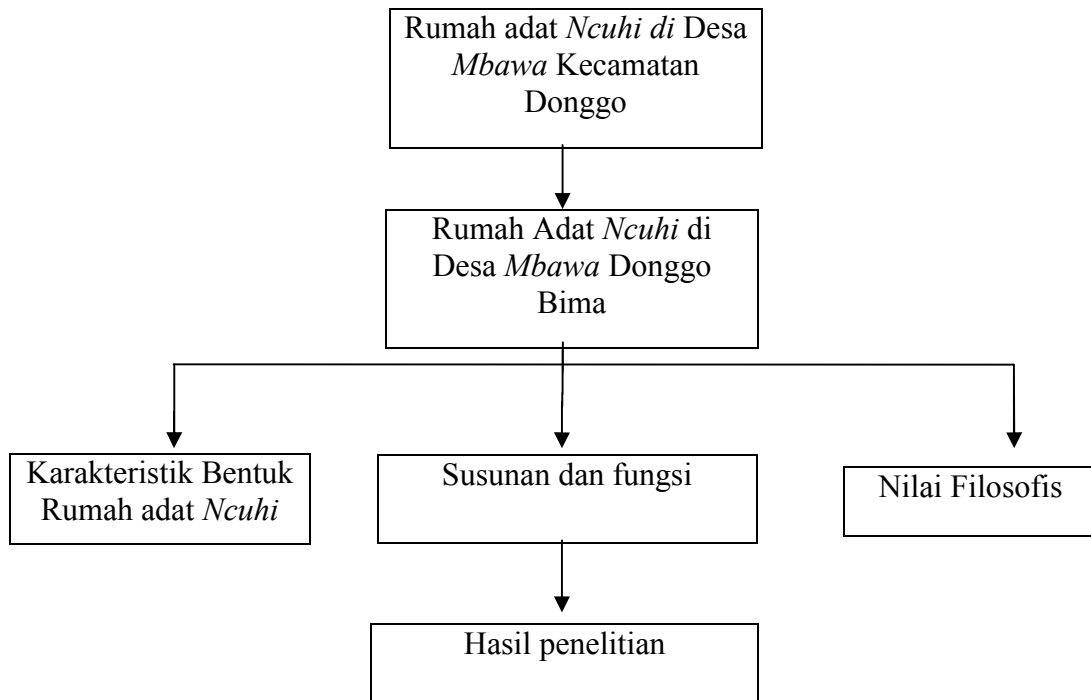 Rumah adat Ncuhi di Desa
Mbawa Kecamatan
Donggo
Rumah Adat Ncuhi di
Desa Mbawa Donggo
Bima
Karakteristik Bentuk
Rumah adat Ncuhi
Susunan dan fungsi
Nilai Filosofis
Hasil penelitian